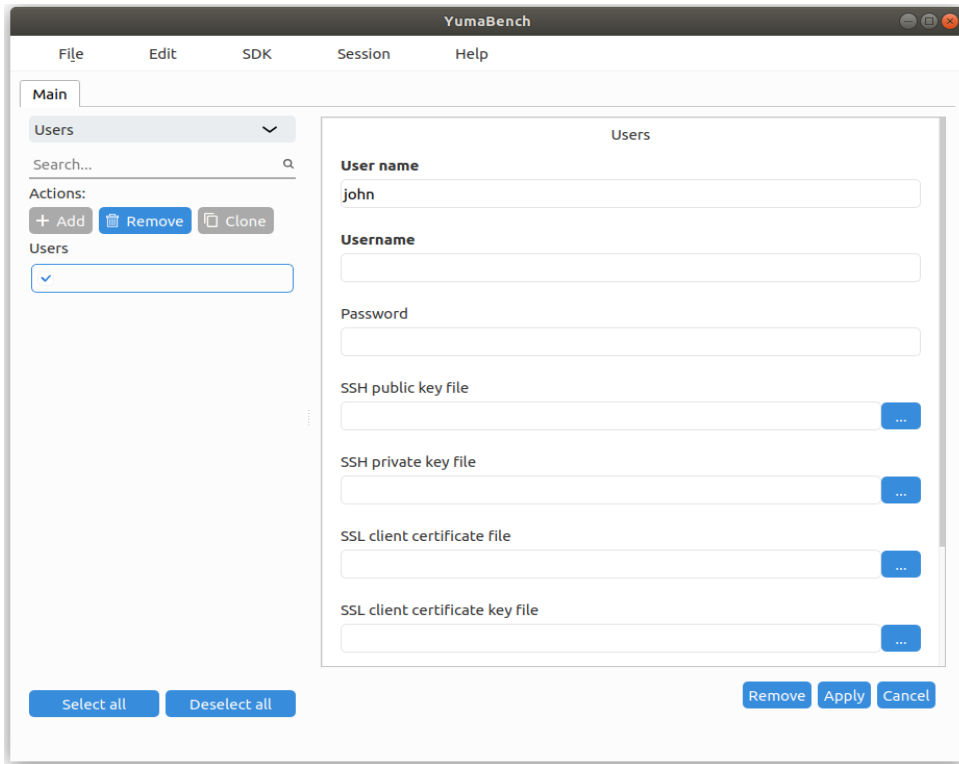 YumaBench
File Edit SDK Session Help
Main
Users
Search...
Actions:
+ Add Remove Clone
Users
Select all Deselect all
Users
User name
john
Username
Password
SSH public key file
...
SSH private key file
...
SSL client certificate file
...
SSL client certificate key file
...
Remove Apply Cancel